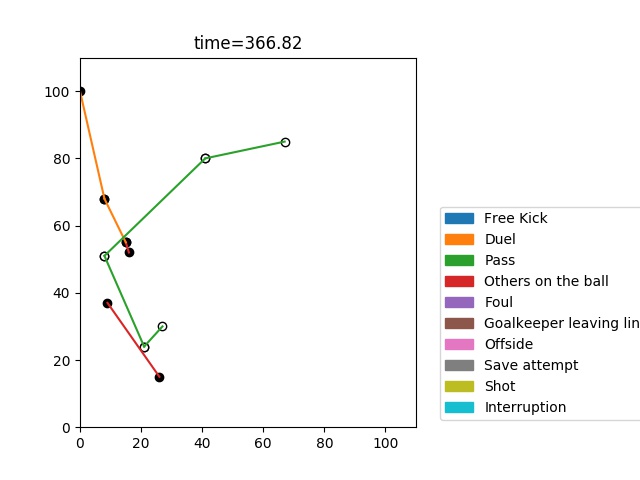 time=366.82
100
80
60
40
20
0
0 20 40 60 80 100
Free Kick
Duel
Pass
Others on the ball
Foul
Goalkeeper leaving lin
Offside
Save attempt
Shot
Interruption